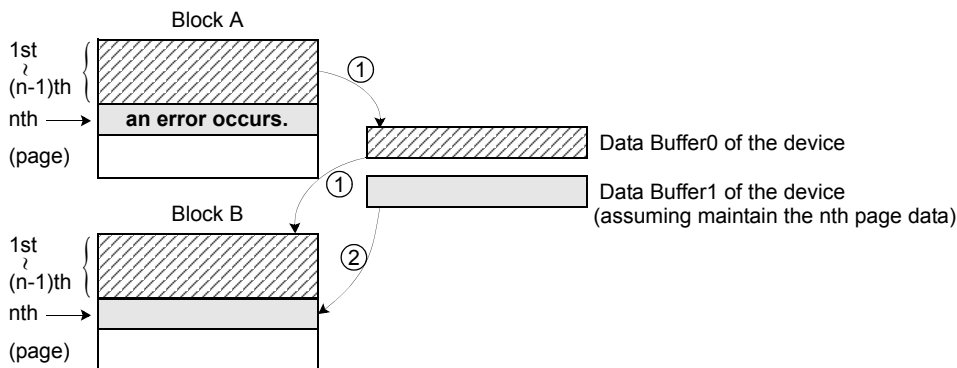 Block A
1st
~
(n-1)th
nth
(page)
an error occurs.
1
Data Buffer0 of the device
1
Data Buffer1 of the device
(assuming maintain the nth page data)
Block B
1st
~
(n-1)th
nth
(page)
2